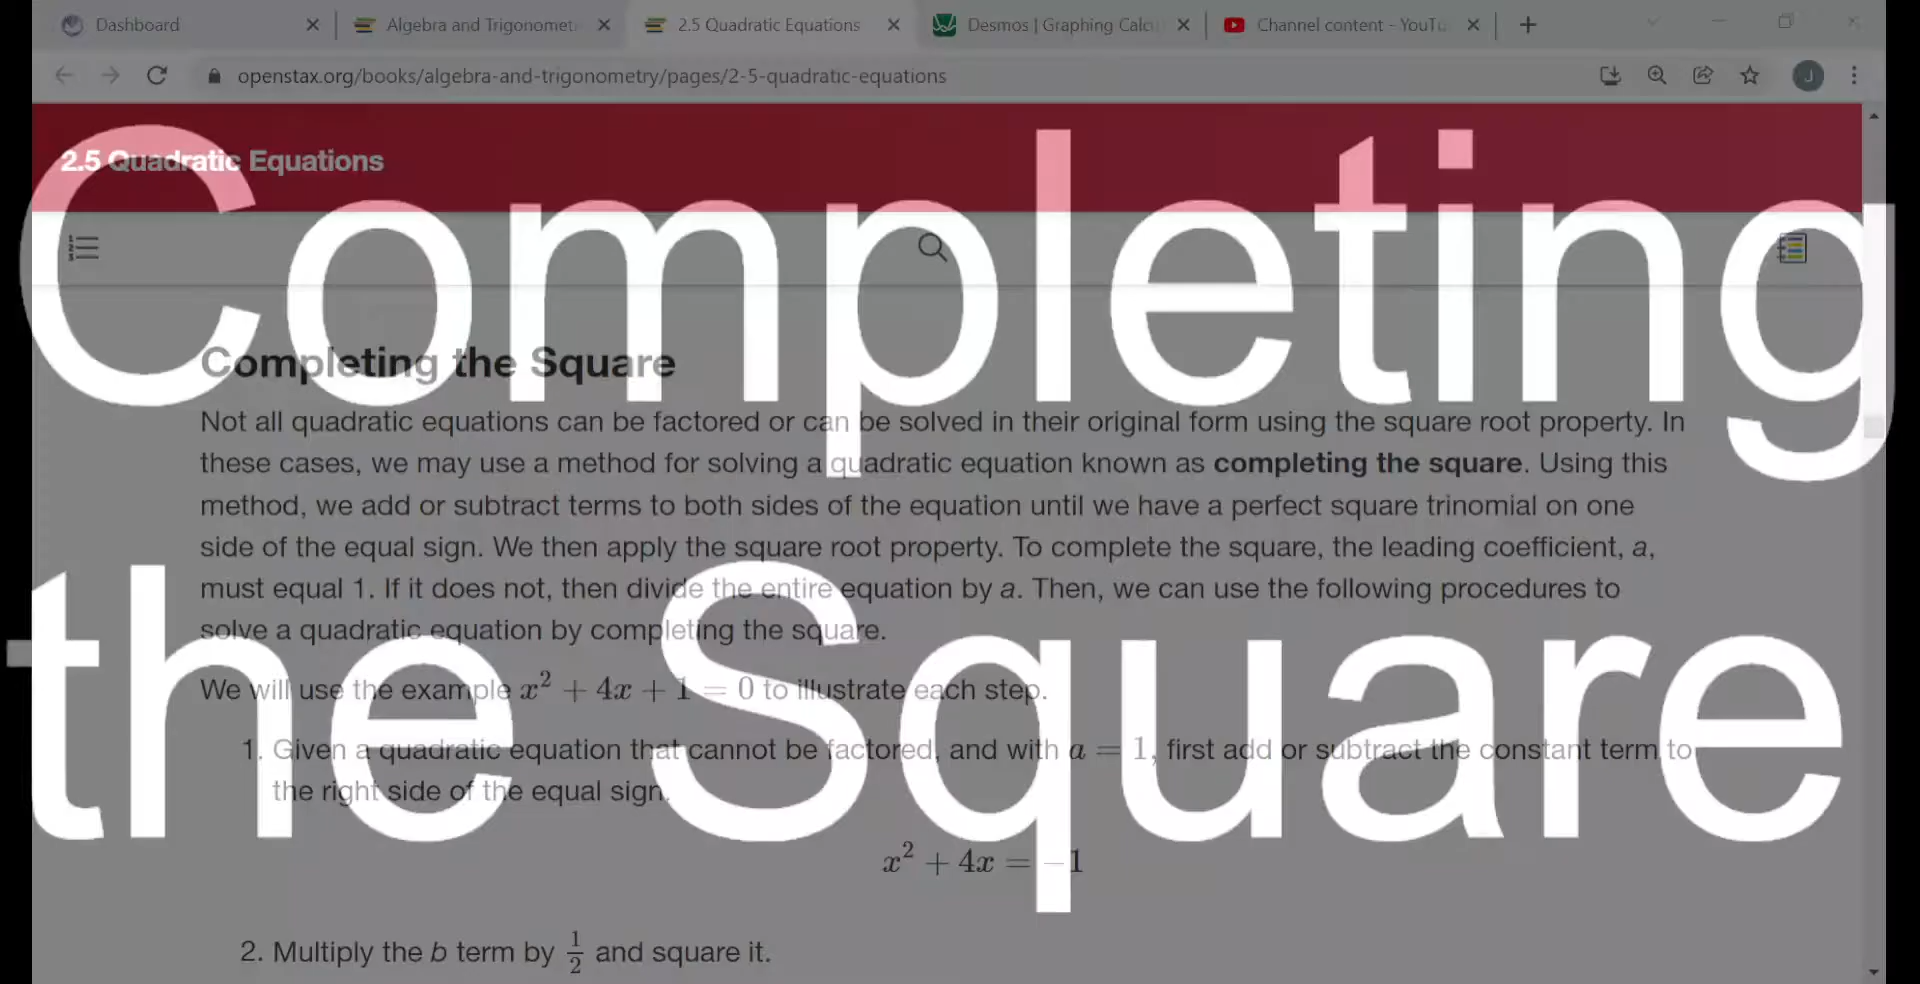 Dashboard
Algebra and Trigonomet
2.5 Quadratic Equations
Desmos | Graphing Calcu
Channel content - YouTu
openstax.org/books/algebra-and-trigonometry/pages/2-5-quadratic-equations
J
2.5 Quadratic Equations
Completing
the Square
Completing the Square
Not all quadratic equations can be factored or can be solved in their original form using the square root property. In
these cases, we may use a method for solving a quadratic equation known as completing the square. Using this
method, we add or subtract terms to both sides of the equation until we have a perfect square trinomial on one
side of the equal sign. We then apply the square root property. To complete the square, the leading coefficient, a,
must equal 1. If it does not, then divide the entire equation by a. Then, we can use the following procedures to
solve a quadratic equation by completing the square.
We will use the example x² + 4x + 1 = 0 to illustrate each step.
1. Given a quadratic equation that cannot be factored, and with a = 1, first add or subtract the constant term to
the right side of the equal sign.
x² + 4x = −1
2. Multiply the b term by 1/2 and square it.